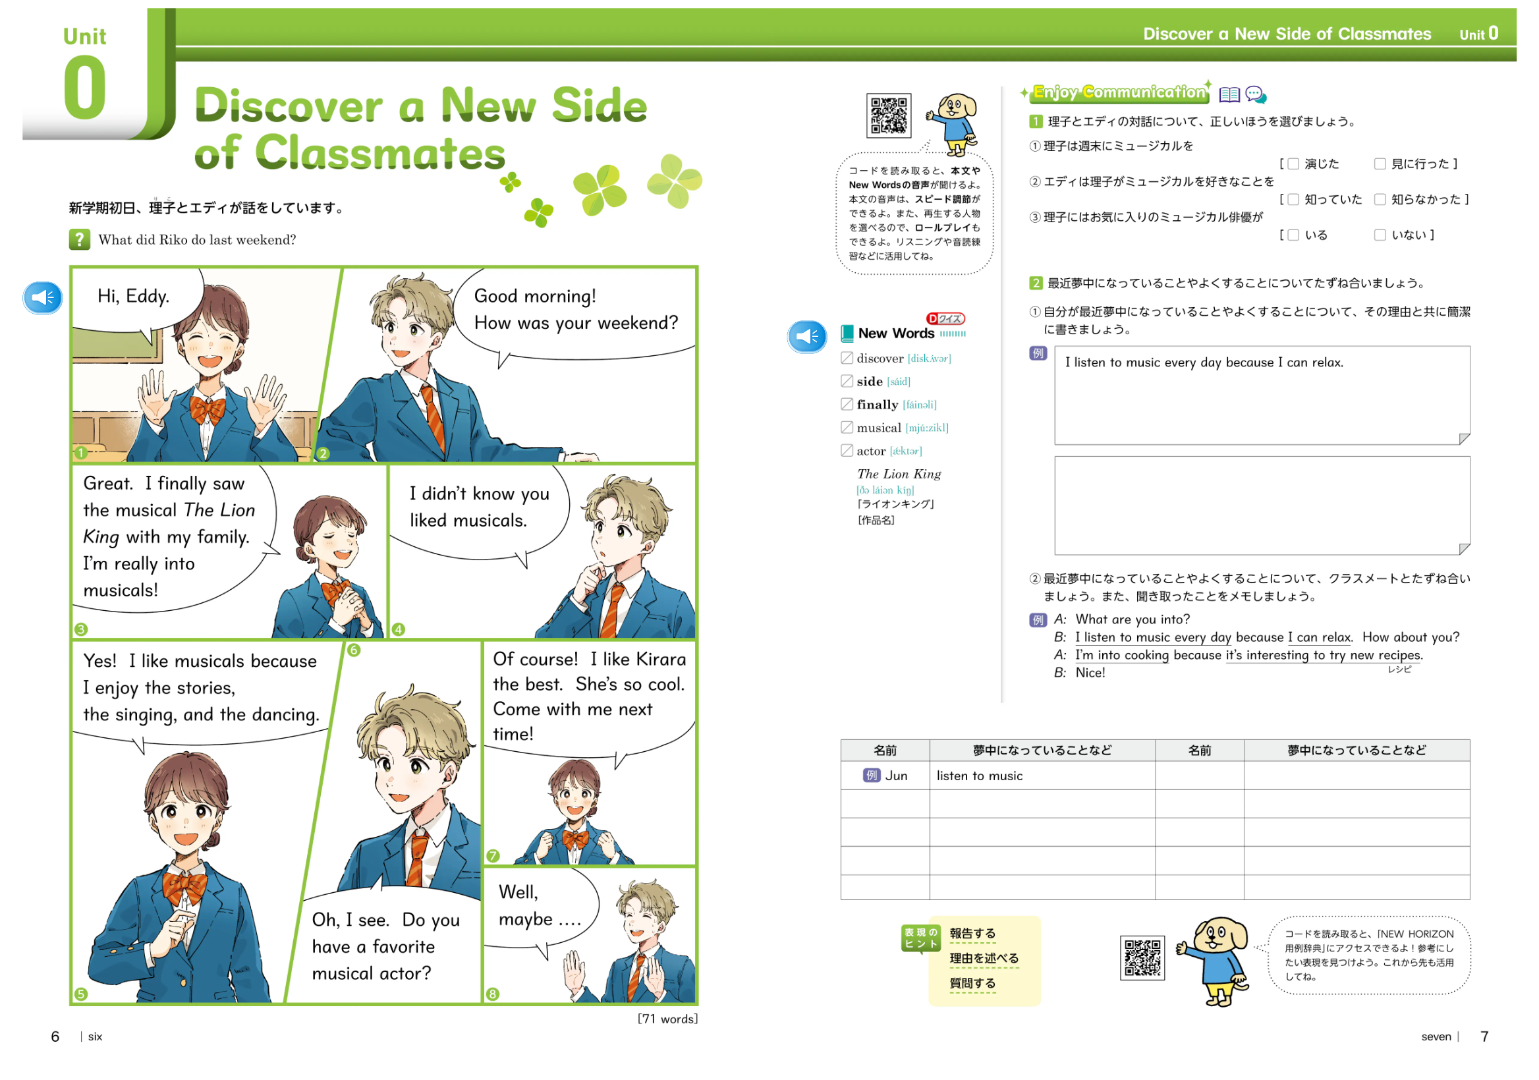 Unit
0
Discover a New Side of Classmates Unit 0
Discover a New Side
of Classmates
新学期初日、理子とエディが話をしています。
? What did Riko do last weekend?
Hi, Eddy.
1
Good morning!
How was your weekend?
2
Great. I finally saw
the musical The Lion
King with my family.
I'm really into
musicals!
3
I didn't know you
liked musicals.
4
Yes! I like musicals because
I enjoy the stories,
the singing, and the dancing.
5
6
Oh, I see. Do you
have a favorite
musical actor?
Of course! I like Kirara
the best. She's so cool.
Come with me next
time!
7
Well,
maybe ....
8
[71 words]
6 | six
コードを読み取ると、本文や
New Wordsの音声が聞けるよ。
本文の音声は、スピード調節が
できるよ。また、再生する人物
を選べるので、ロールプレイも
できるよ。リスニングや音読練
習などに活用してね。
Dクイズ
New Words
discover [diskʌ́vər]
side [sáid]
finally [fáinəli]
musical [mjúːzikl]
actor [ǽktər]
The Lion King
[ðə láiən kíŋ]
「ライオンキング」
[作品名]
Enjoy Communication
1 理子とエディの対話について、正しいほうを選びましょう。
① 理子は週末にミュージカルを
[ □ 演じた □ 見に行った ]
② エディは理子がミュージカルを好きなことを
[ □ 知っていた □ 知らなかった ]
③ 理子にはお気に入りのミュージカル俳優が
[ □ いる □ いない ]
2 最近夢中になっていることやよくすることについてたずね合いましょう。
① 自分が最近夢中になっていることやよくすることについて、その理由と共に簡潔
に書きましょう。
例 I listen to music every day because I can relax.
② 最近夢中になっていることやよくすることについて、クラスメートとたずね合い
ましょう。また、聞き取ったことをメモしましょう。
例 A: What are you into?
B: I listen to music every day because I can relax. How about you?
A: I'm into cooking because it's interesting to try new recipes.
レシピ
B: Nice!
名前 夢中になっていることなど 名前 夢中になっていることなど
例 Jun listen to music
表現の
ヒント
報告する
理由を述べる
質問する
コードを読み取ると、「NEW HORIZON
用例辞典」にアクセスできるよ!参考にし
たい表現を見つけよう。これから先も活用
してね。
seven | 7